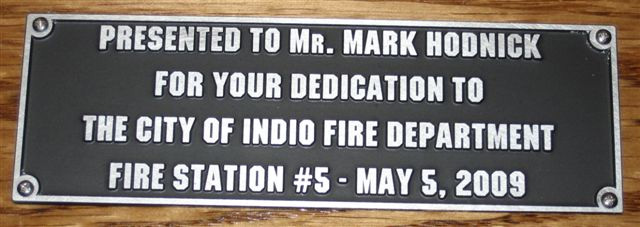 PRESENTED TO MR. MARK HODNICK
FOR YOUR DEDICATION TO
THE CITY OF INDIO FIRE DEPARTMENT
FIRE STATION #5 - MAY 5, 2009